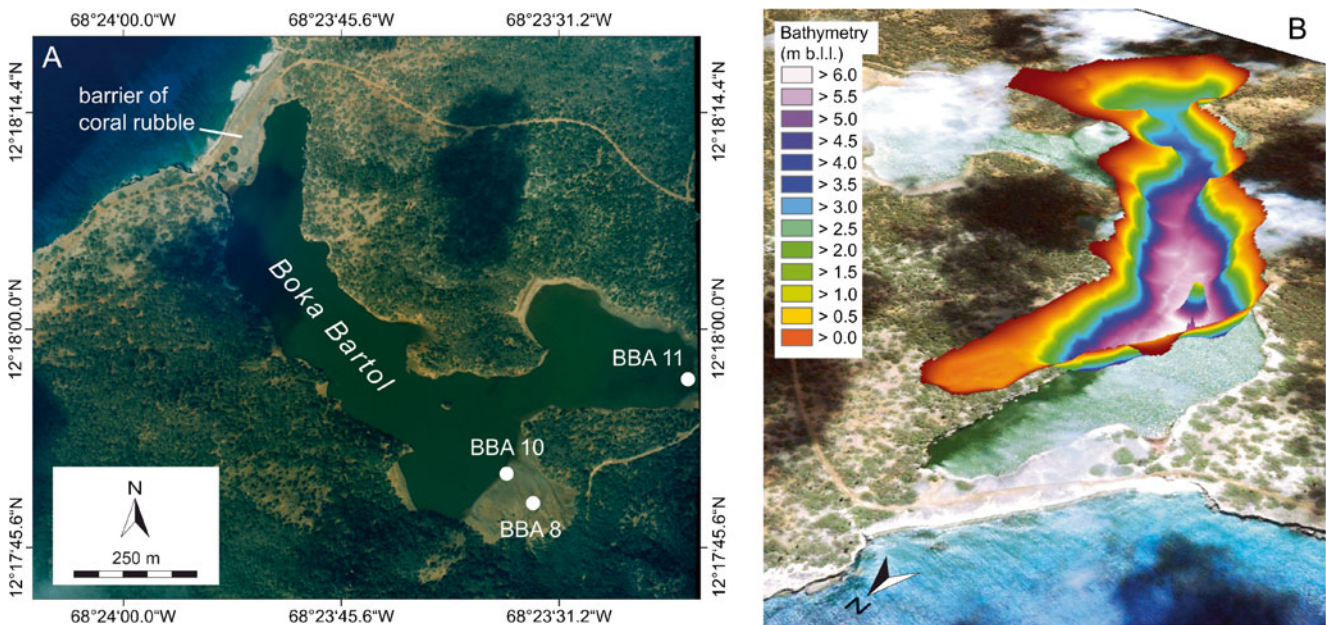 68°24'00.0"W 68°23'45.6"W 68°23'31.2"W
A
barrier of
coral rubble
12°18'14.4"N
12°18'14.4"N
12°18'00.0"N
12°18'00.0"N
12°17'45.6"N
12°17'45.6"N
Boka Bartol
BBA 11
BBA 10
BBA 8
N
250 m
68°24'00.0"W 68°23'45.6"W 68°23'31.2"W
B
Bathymetry
(m b.l.l.)
> 6.0
> 5.5
> 5.0
> 4.5
> 4.0
> 3.5
> 3.0
> 2.5
> 2.0
> 1.5
> 1.0
> 0.5
> 0.0
N